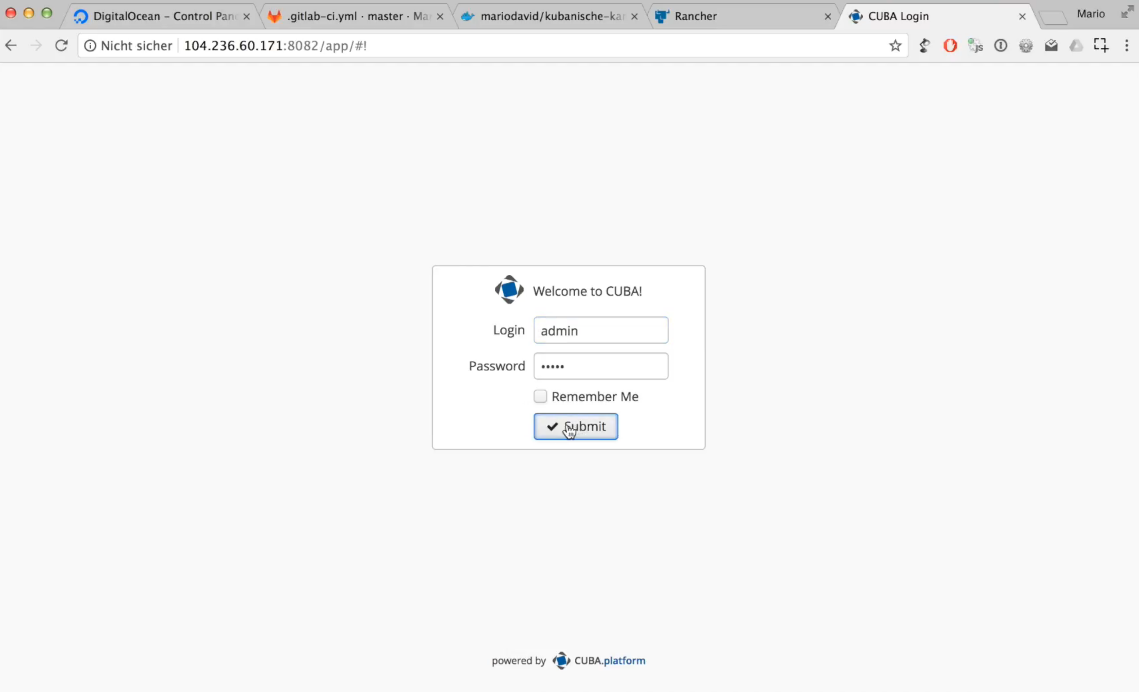 DigitalOcean – Control Pan
.gitlab-ci.yml · master · Ma
mariodavid/kubanische-ka
Rancher
CUBA Login
Mario
Nicht sicher
104.236.60.171:8082/app/#!
Welcome to CUBA!
Login
admin
Password
•••••
Remember Me
Submit
powered by CUBA.platform